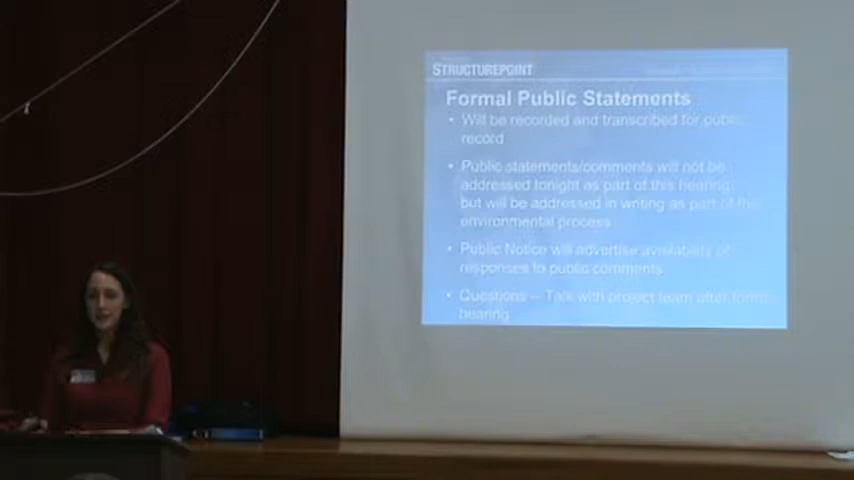 STRUCTUREPOINT
Formal Public Statements
• Will be recorded and transcribed for public
record
• Public statements/comments will not be
addressed tonight as part of this hearing
but will be addressed in writing as part of the
environmental process
• Public Notice will advertise availability of
responses to public comments
• Questions – Talk with project team after formal
hearing